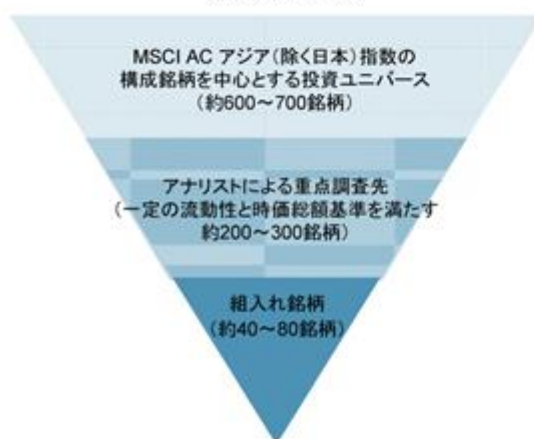 MSCI AC アジア(除く日本)指数の
構成銘柄を中心とする投資ユニバース
(約600~700銘柄)
アナリストによる重点調査先
(一定の流動性と時価総額基準を満たす
約200~300銘柄)
組入れ銘柄
(約40~80銘柄)